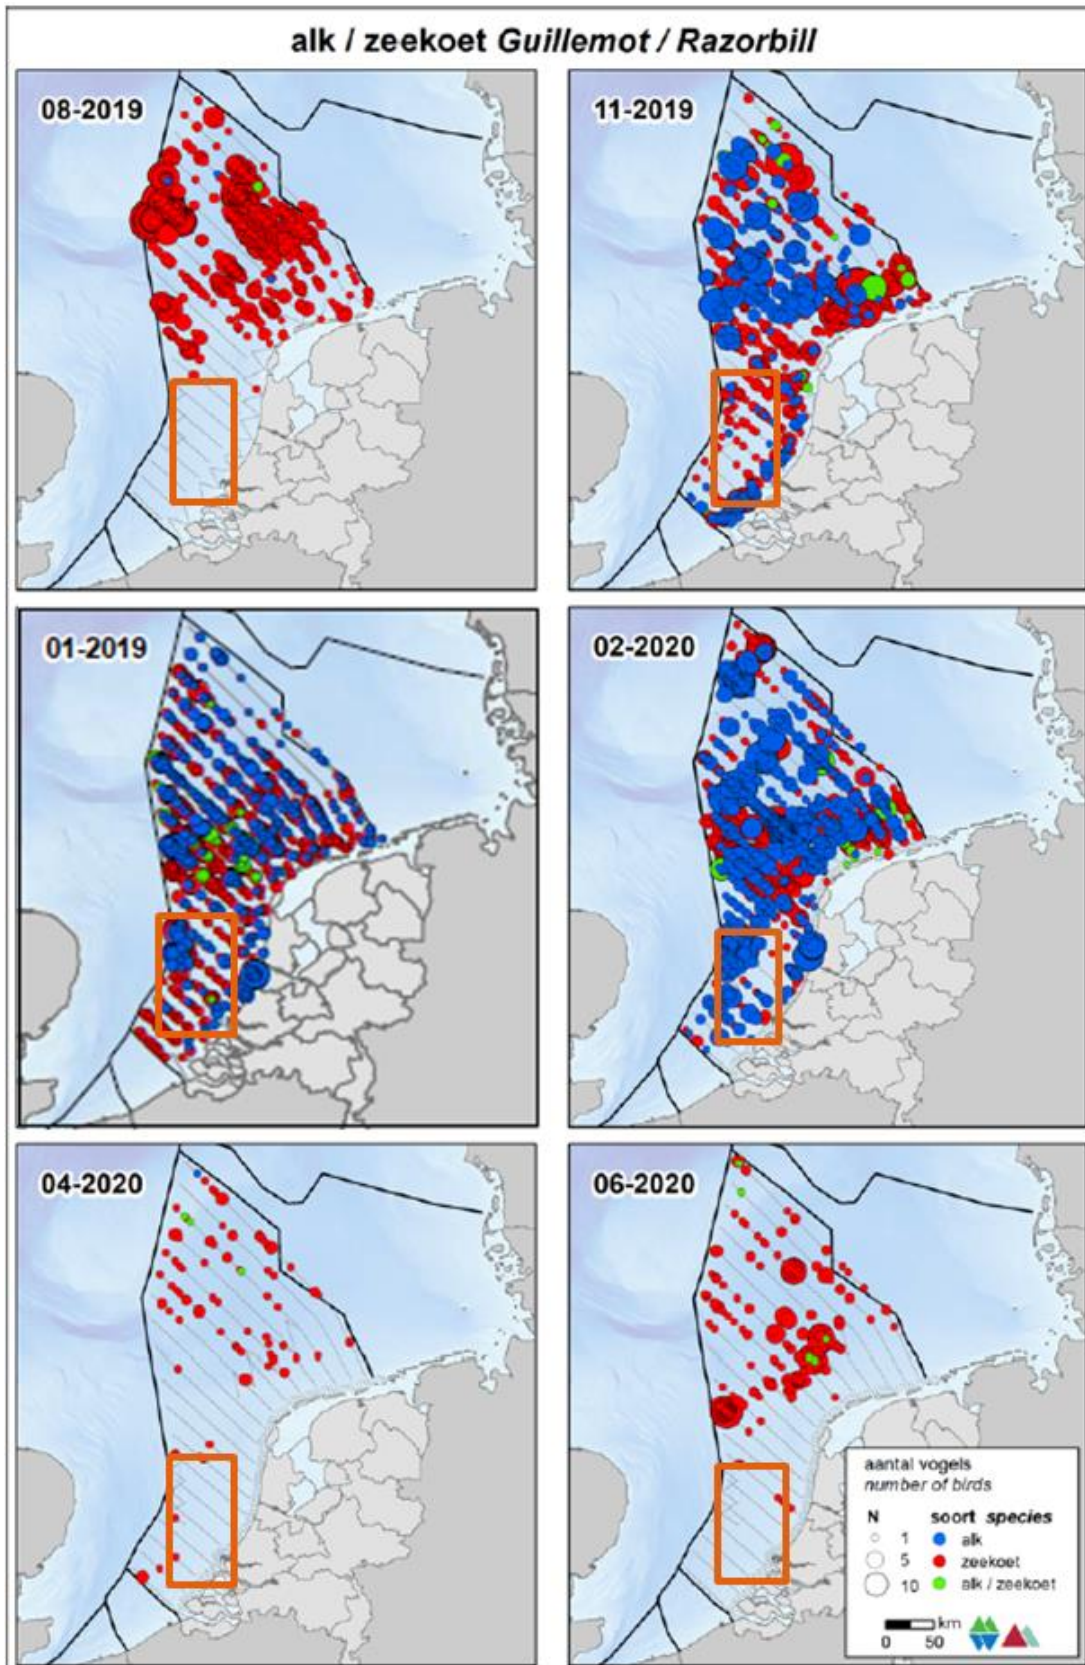 alk / zeekoet Guillemot / Razorbill
08-2019
11-2019
01-2019
02-2020
04-2020
06-2020
aantal vogels
number of birds
N soort species
1 alk
5 zeekoet
10 alk / zeekoet
km
0 50